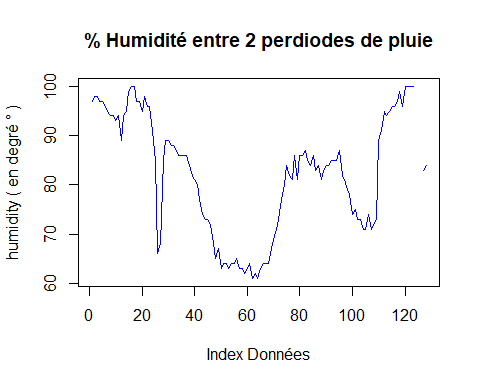 % Humidité entre 2 perdiodes de pluie
humidity ( en degré ° )
100
90
80
70
60
0 20 40 60 80 100 120
Index Données